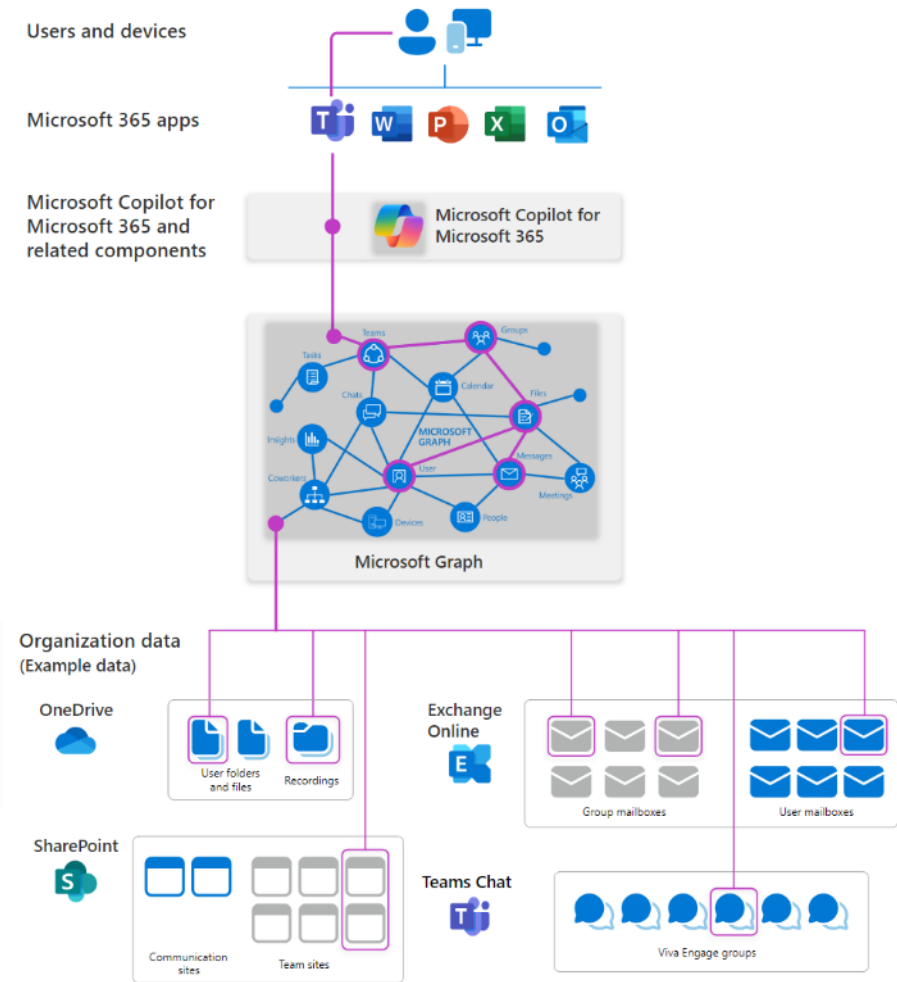 Users and devices
Microsoft 365 apps
T
W
P
X
O
Microsoft Copilot for
Microsoft 365 and
related components
Microsoft Copilot for
Microsoft 365
Teams
Groups
Tasks
Calendar
Chats
Files
MICROSOFT
GRAPH
Insights
Messages
User
Coworkers
Meetings
Devices
People
Microsoft Graph
Organization data
(Example data)
OneDrive
User folders
and files
Recordings
Exchange
Online
E
Group mailboxes
User mailboxes
SharePoint
S
Communication
sites
Team sites
Teams Chat
T
Viva Engage groups